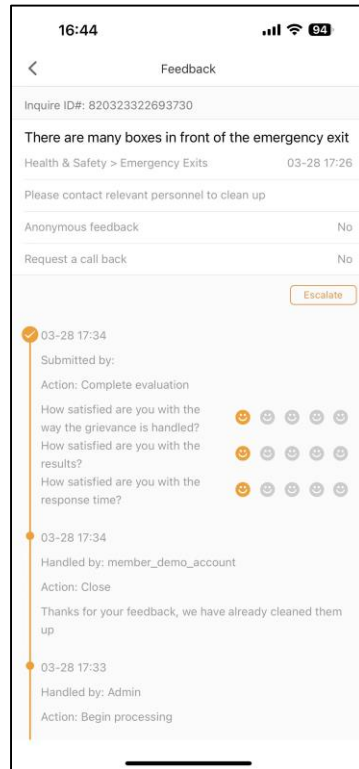 16:44
94
Feedback
Inquire ID#: 820323322693730
There are many boxes in front of the emergency exit
Health & Safety > Emergency Exits 03-28 17:26
Please contact relevant personnel to clean up
Anonymous feedback No
Request a call back No
Escalate
03-28 17:34
Submitted by:
Action: Complete evaluation
How satisfied are you with the
way the grievance is handled?
How satisfied are you with the
results?
How satisfied are you with the
response time?
03-28 17:34
Handled by: member_demo_account
Action: Close
Thanks for your feedback, we have already cleaned them
up
03-28 17:33
Handled by: Admin
Action: Begin processing